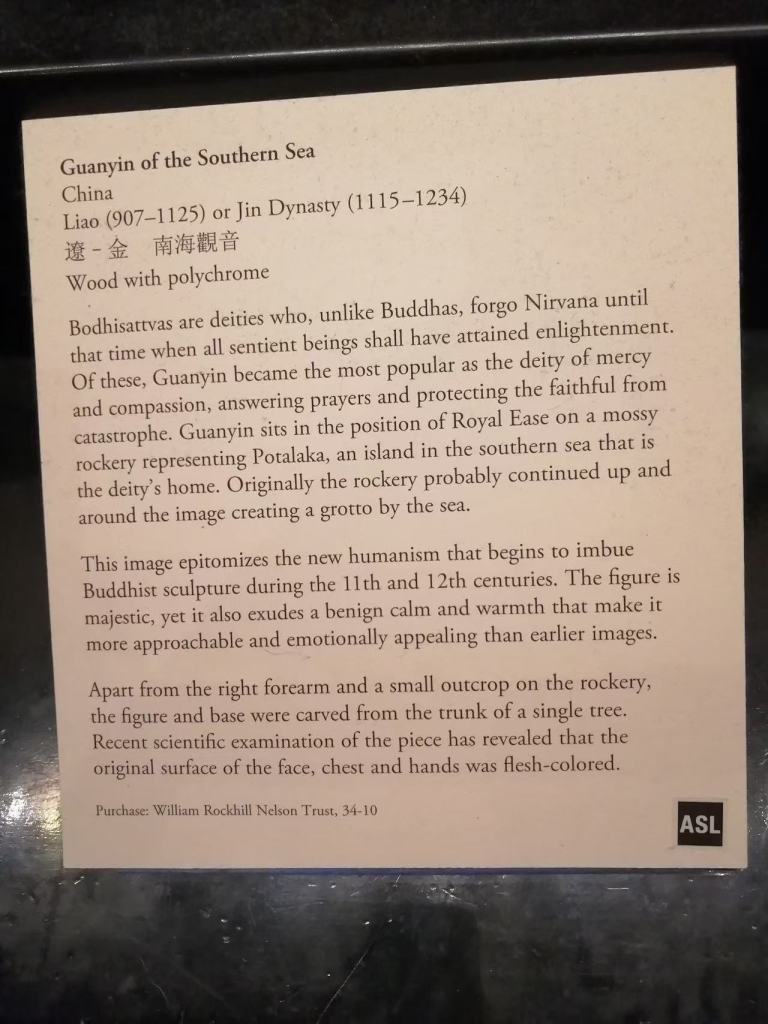 Guanyin of the Southern Sea
China
Liao (907–1125) or Jin Dynasty (1115–1234)
遼 - 金　南海觀音
Wood with polychrome
Bodhisattvas are deities who, unlike Buddhas, forgo Nirvana until
that time when all sentient beings shall have attained enlightenment.
Of these, Guanyin became the most popular as the deity of mercy
and compassion, answering prayers and protecting the faithful from
catastrophe. Guanyin sits in the position of Royal Ease on a mossy
rockery representing Potalaka, an island in the southern sea that is
the deity's home. Originally the rockery probably continued up and
around the image creating a grotto by the sea.
This image epitomizes the new humanism that begins to imbue
Buddhist sculpture during the 11th and 12th centuries. The figure is
majestic, yet it also exudes a benign calm and warmth that make it
more approachable and emotionally appealing than earlier images.
Apart from the right forearm and a small outcrop on the rockery,
the figure and base were carved from the trunk of a single tree.
Recent scientific examination of the piece has revealed that the
original surface of the face, chest and hands was flesh-colored.
Purchase: William Rockhill Nelson Trust, 34-10
ASL